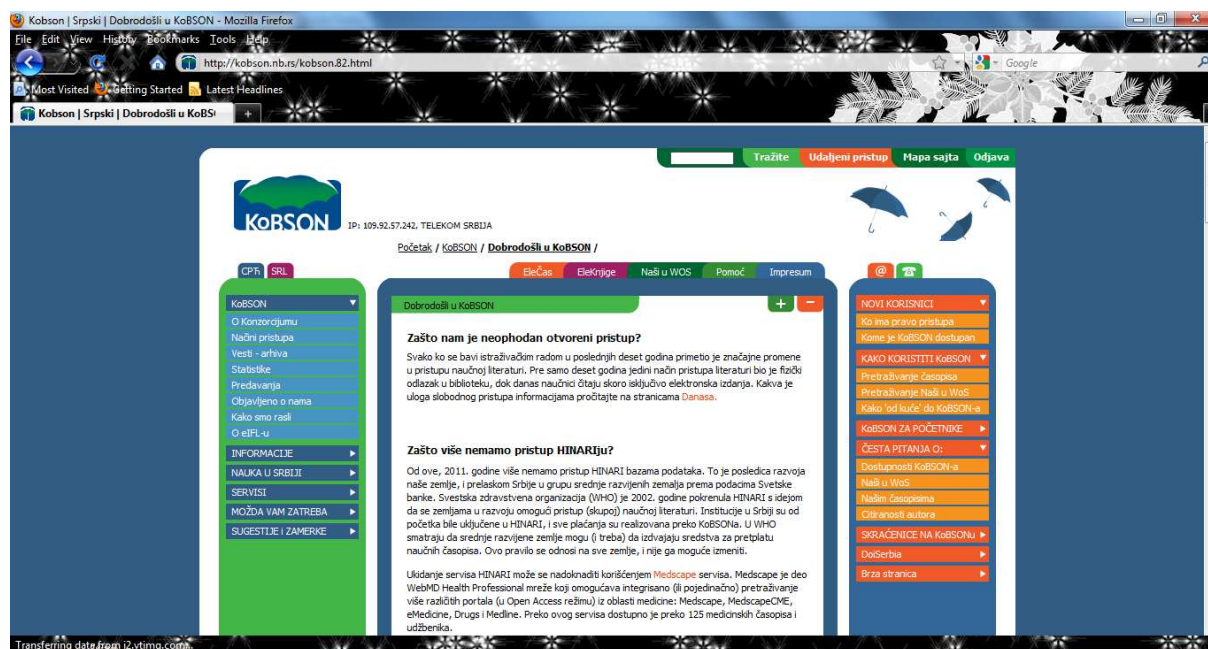 Kobson | Srpski | Dobrodošli u KoBSON - Mozilla Firefox
File Edit View History Bookmarks Tools Help
http://kobson.nb.rs/kobson.82.html
Google
Most Visited Getting Started Latest Headlines
Kobson | Srpski | Dobrodošli u KoBS
Tražite Udaljeni pristup Mapa sajta Odjava
KoBSON
IP: 109.92.57.242, TELEKOM SRBIJA
Početak / KoBSON / Dobrodošli u KoBSON /
СРЋ SRL
EleČas EleKnjige Naši u WOS Pomoć Impresum
@
KoBSON
O Konzorcijumu
Načini pristupa
Vesti - arhiva
Statistike
Predavanja
Objavljeno o nama
Kako smo rasli
O eIFL-u
INFORMACIJE
NAUKA U SRBIJI
SERVISI
MOŽDA VAM ZATREBA
SUGESTIJE i ZAMERKE
Dobrodošli u KoBSON
+ −
Zašto nam je neophodan otvoreni pristup?
Svako ko se bavi istraživačkim radom u poslednjih deset godina primetio je značajne promene
u pristupu naučnoj literaturi. Pre samo deset godina jedini način pristupa literaturi bio je fizički
odlazak u biblioteku, dok danas naučnici čitaju skoro isključivo elektronska izdanja. Kakva je
uloga slobodnog pristupa informacijama pročitajte na stranicama Danasa.
Zašto više nemamo pristup HINARIju?
Od ove, 2011. godine više nemamo pristup HINARI bazama podataka. To je posledica razvoja
naše zemlje, i prelaskom Srbije u grupu srednje razvijenih zemalja prema podacima Svetske
banke. Svestska zdravstvena organizacija (WHO) je 2002. godine pokrenula HINARI s idejom
da se zemljama u razvoju omogući pristup (skupoj) naučnoj literaturi. Institucije u Srbiji su od
početka bile uključene u HINARI, i sve plaćanja su realizovana preko KoBSONa. U WHO
smatraju da srednje razvijene zemlje mogu (i treba) da izdvajaju sredstva za pretplatu
naučnih časopisa. Ovo pravilo se odnosi na sve zemlje, i nije ga moguće izmeniti.
Ukidanje servisa HINARI može se nadoknaditi korišćenjem Medscape servisa. Medscape je deo
WebMD Health Professional mreže koji omogućava integrisano (ili pojedinačno) pretraživanje
više različitih portala (u Open Access režimu) iz oblasti medicine: Medscape, MedscapeCME,
eMedicine, Drugs i Medline. Preko ovog servisa dostupno je preko 125 medicinskih časopisa i
udžbenika.
NOVI KORISNICI
Ko ima pravo pristupa
Kome je KoBSON dostupan
KAKO KORISTITI KoBSON
Pretraživanje časopisa
Pretraživanje Naši u WoS
Kako 'od kuće' do KoBSON-a
KoBSON ZA POČETNIKE
ČESTA PITANJA O:
Dostupnosti KoBSON-a
Naši u WoS
Našim časopisima
Citiranosti autora
SKRAĆENICE NA KoBSONu
DoiSerbia
Brza stranica
Transferring data from i2.ytimg.com...